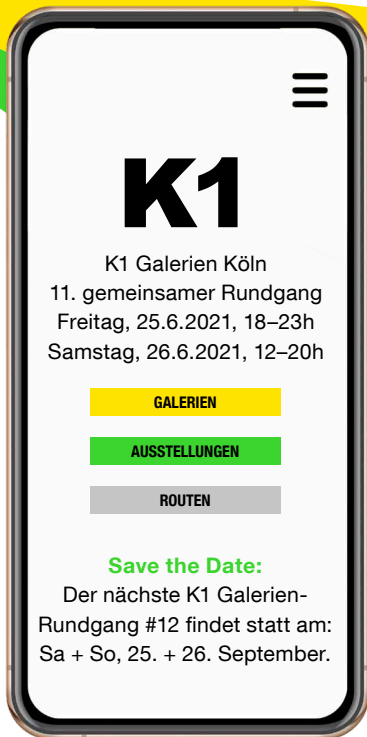 K1
K1 Galerien Köln
11. gemeinsamer Rundgang
Freitag, 25.6.2021, 18–23h
Samstag, 26.6.2021, 12–20h
GALERIEN
AUSSTELLUNGEN
ROUTEN
Save the Date:
Der nächste K1 Galerien-
Rundgang #12 findet statt am:
Sa + So, 25. + 26. September.